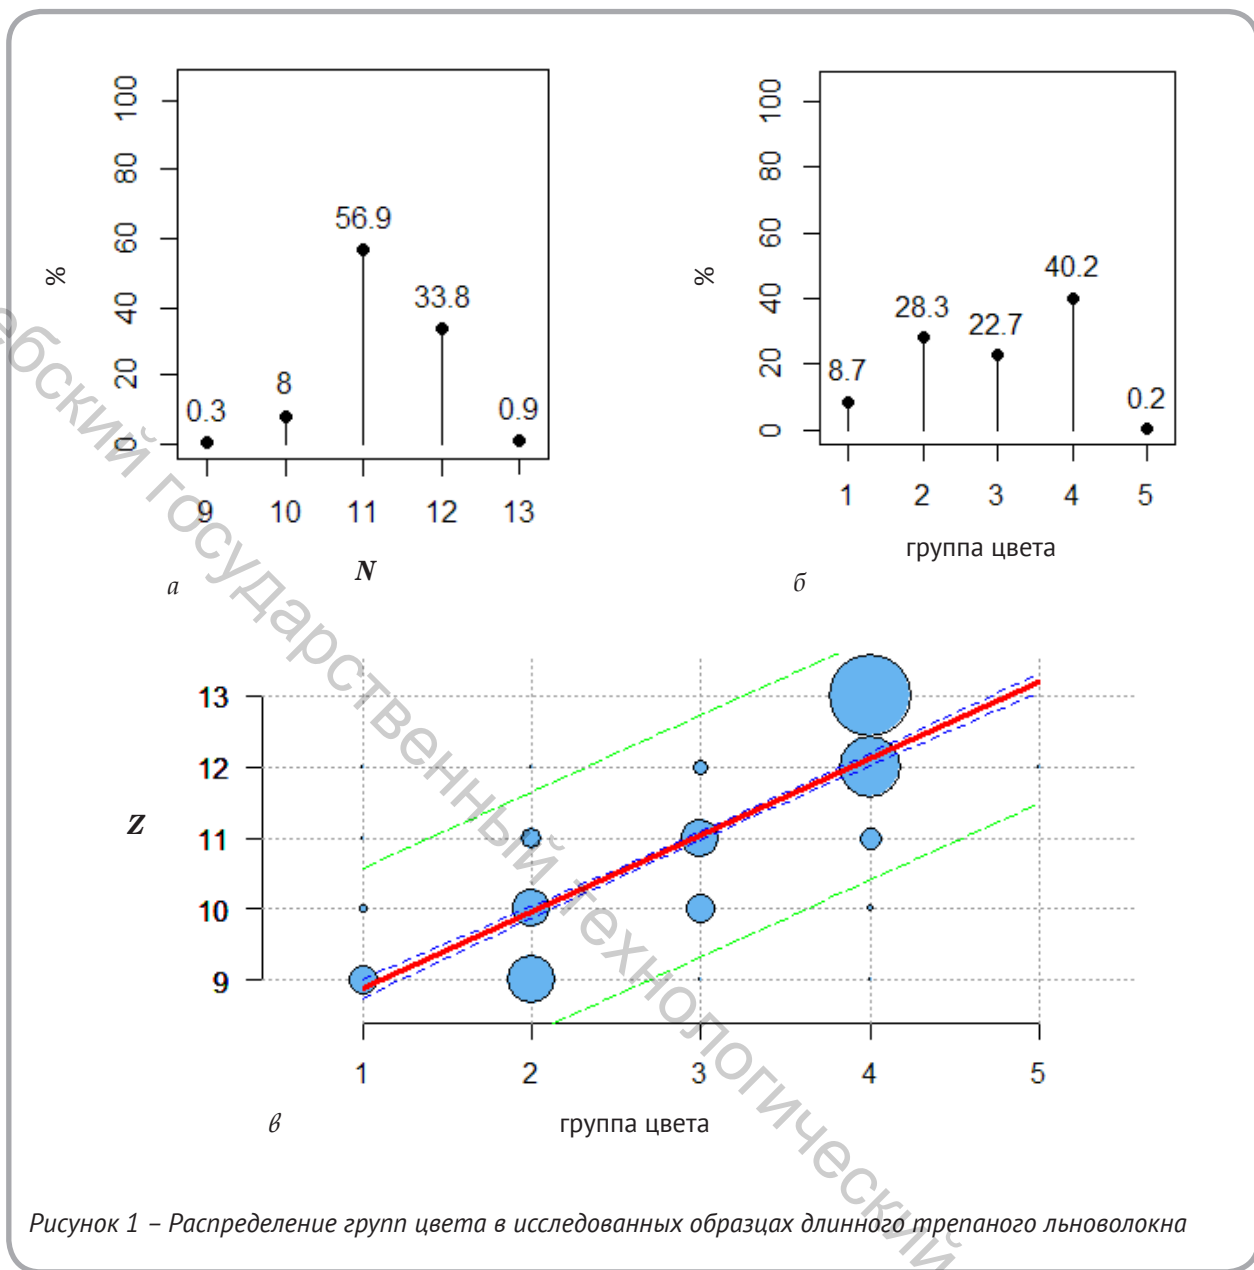 100
80
60
40
20
0
%
56.9
33.8
8
0.3
0.9
9 10 11 12 13
N
а
100
80
60
40
20
0
%
40.2
28.3
22.7
8.7
0.2
1 2 3 4 5
группа цвета
б
13
12
11
10
9
Z
1 2 3 4 5
в
группа цвета
ебский государственный технологический
Рисунок 1 – Распределение групп цвета в исследованных образцах длинного трепаного льноволокна